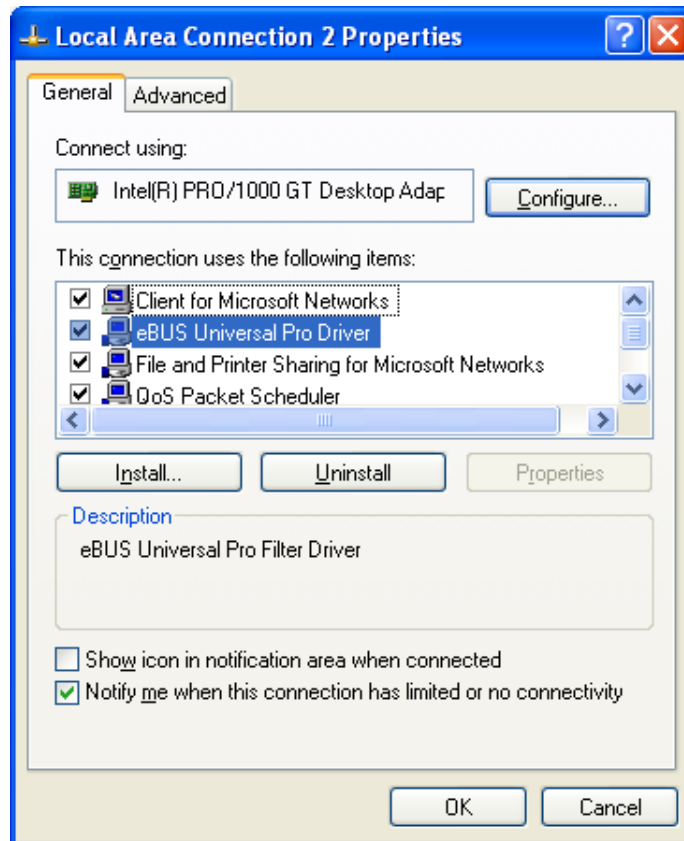 Local Area Connection 2 Properties
General
Advanced
Connect using:
Intel(R) PRO/1000 GT Desktop Adap
Configure...
This connection uses the following items:
Client for Microsoft Networks
eBUS Universal Pro Driver
File and Printer Sharing for Microsoft Networks
QoS Packet Scheduler
Install...
Uninstall
Properties
Description
eBUS Universal Pro Filter Driver
Show icon in notification area when connected
Notify me when this connection has limited or no connectivity
OK
Cancel